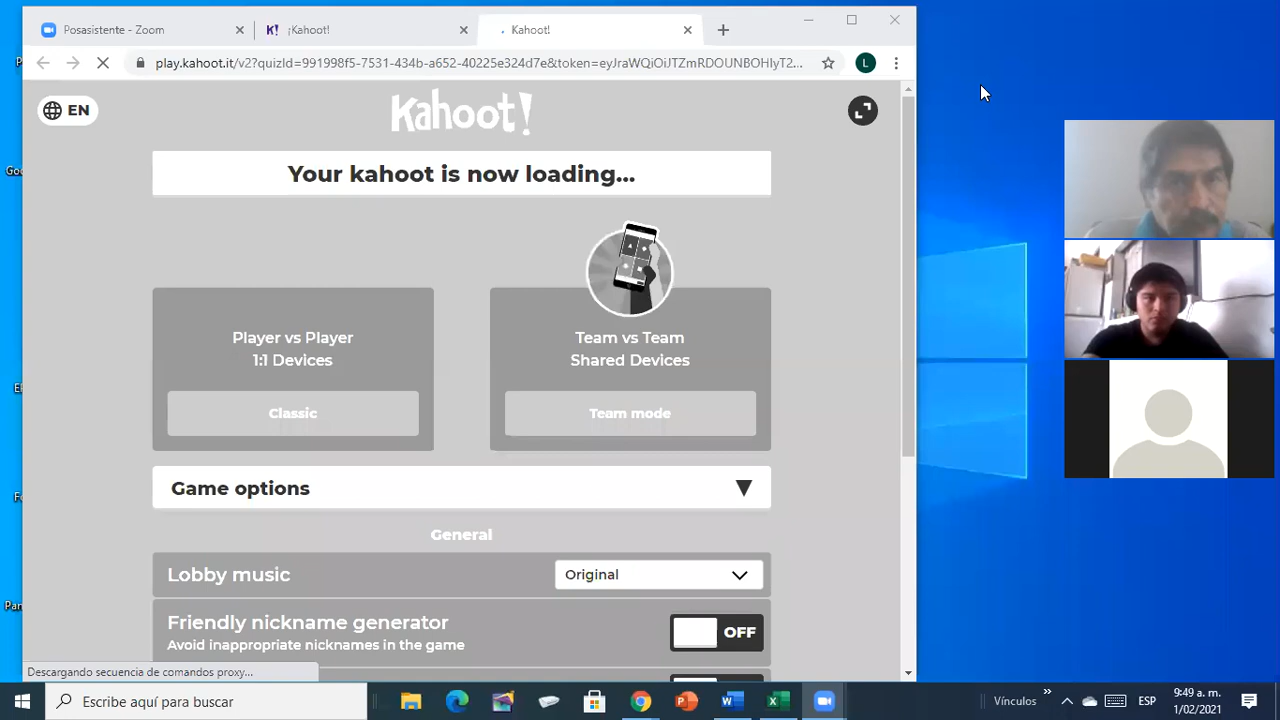 Posasistente - Zoom
K! ¡Kahoot!
Kahoot!
play.kahoot.it/v2?quizId=991998f5-7531-434b-a652-40225e324d7e&token=eyJraWQiOiJTZmRDOUNBOHIyT2...
L
EN
Kahoot!
Your kahoot is now loading...
Player vs Player
1:1 Devices
Classic
Team vs Team
Shared Devices
Team mode
Game options
General
Lobby music
Original
Friendly nickname generator
OFF
Avoid inappropriate nicknames in the game
Descargando secuencia de comandos proxy...
Escribe aquí para buscar
Vínculos
ESP
9:49 a. m.
1/02/2021